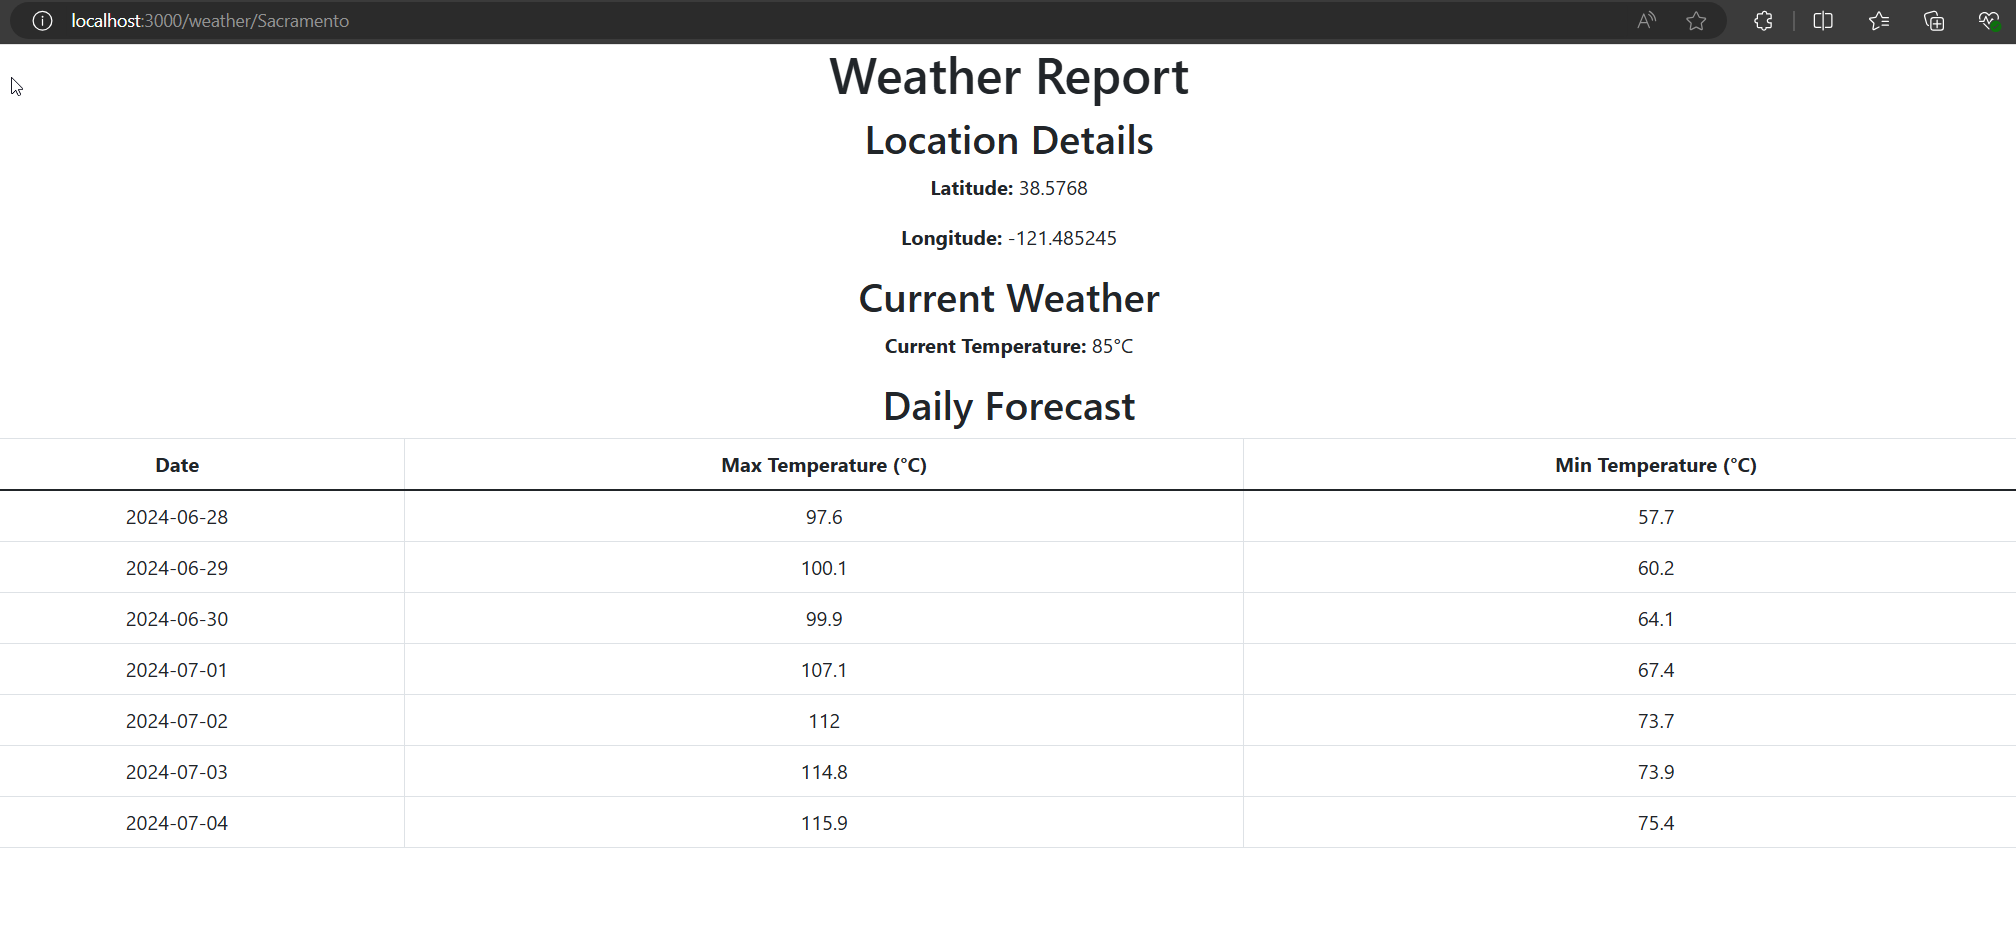 localhost:3000/weather/Sacramento
Weather Report
Location Details
Latitude: 38.5768
Longitude: -121.485245
Current Weather
Current Temperature: 85°C
Daily Forecast
Date Max Temperature (°C) Min Temperature (°C)
2024-06-28 97.6 57.7
2024-06-29 100.1 60.2
2024-06-30 99.9 64.1
2024-07-01 107.1 67.4
2024-07-02 112 73.7
2024-07-03 114.8 73.9
2024-07-04 115.9 75.4